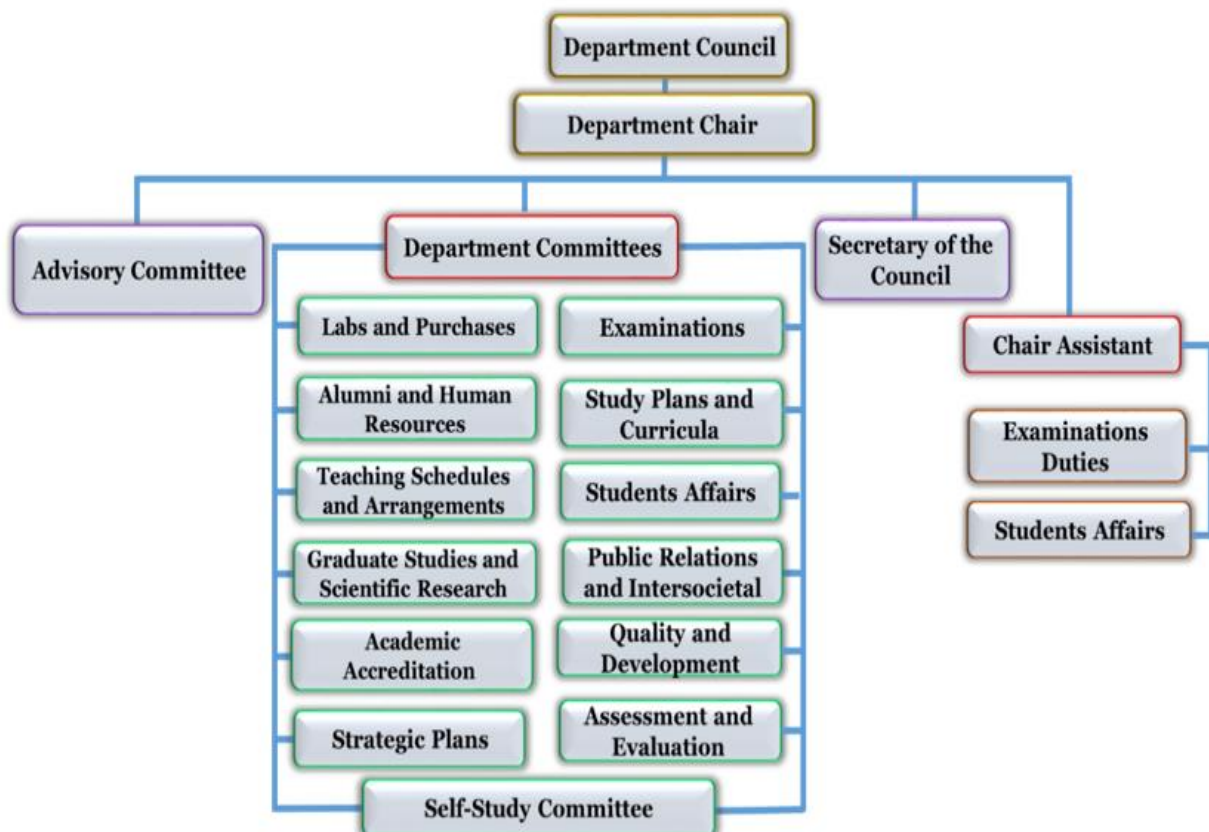 Department Council
Department Chair
Advisory Committee
Department Committees
Secretary of the
Council
Labs and Purchases
Examinations
Chair Assistant
Alumni and Human
Resources
Study Plans and
Curricula
Examinations
Duties
Teaching Schedules
and Arrangements
Students Affairs
Students Affairs
Graduate Studies and
Scientific Research
Public Relations
and Intersocietal
Academic
Accreditation
Quality and
Development
Strategic Plans
Assessment and
Evaluation
Self-Study Committee